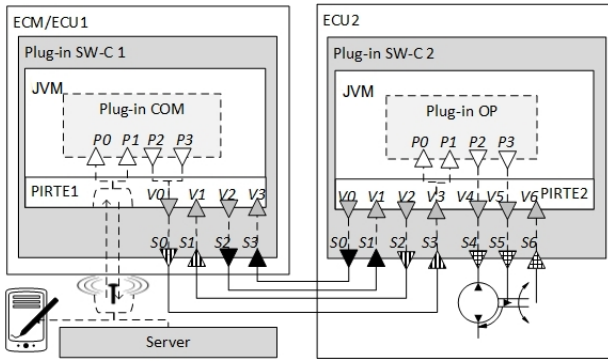 ECM/ECU1
Plug-in SW-C 1
JVM
Plug-in COM
P0 P1 P2 P3
PIRTE1
V0 V1 V2 V3
S0 S1 S2 S3
Server
ECU2
Plug-in SW-C 2
JVM
Plug-in OP
P0 P1 P2 P3
V0 V1 V2 V3 V4 V5 V6
PIRTE2
S0 S1 S2 S3 S4 S5 S6